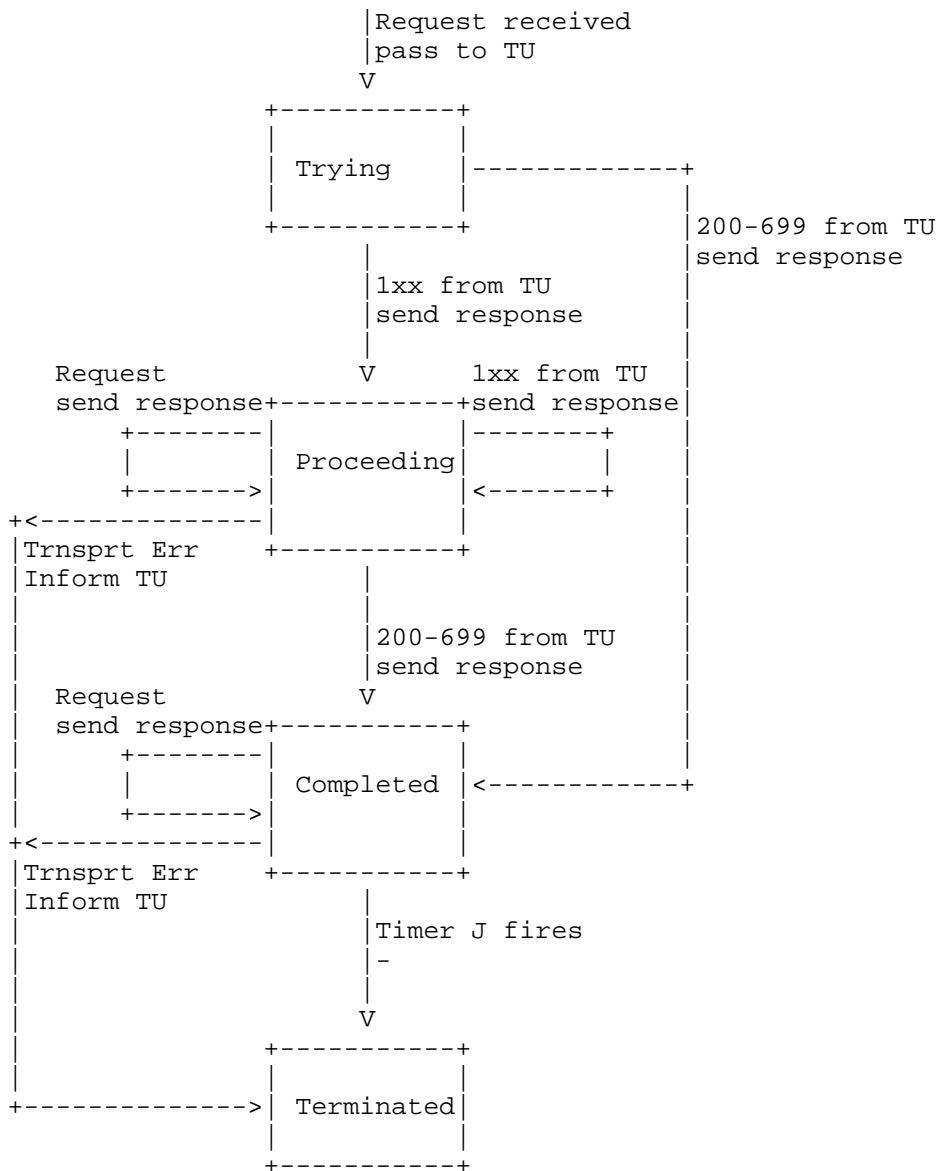 Request received
pass to TU
V
Trying
200-699 from TU
send response
1xx from TU
send response
Request V 1xx from TU
send response send response
Proceeding
Trnsprt Err
Inform TU
200-699 from TU
send response
Request V
send response
Completed
Trnsprt Err
Inform TU
Timer J fires
-
V
Terminated